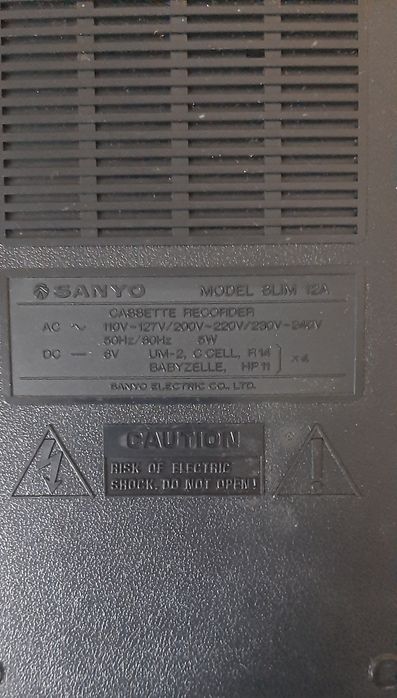 SANYO MODEL SLIM 12A
CASSETTE RECORDER
AC ~ 110V~127V/200V~220V/230V~240V
50Hz/60Hz 5W
DC ⎓ 6V UM-2, C CELL, R14
BABYZELLE, HP11 } x4
SANYO ELECTRIC CO., LTD.
CAUTION
RISK OF ELECTRIC
SHOCK, DO NOT OPEN!